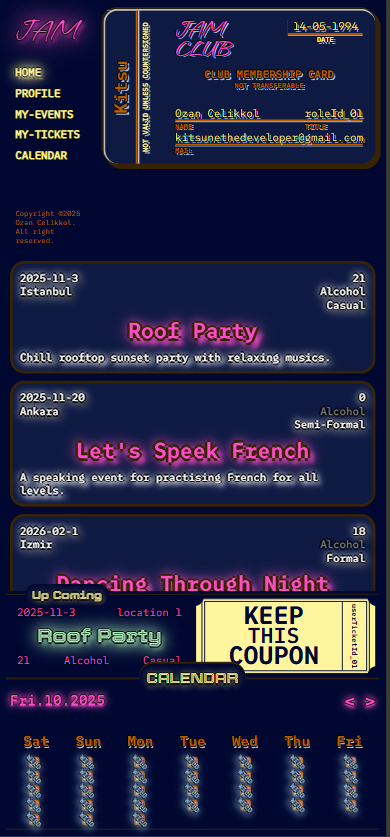 JAM
HOME
PROFILE
MY-EVENTS
MY-TICKETS
CALENDAR
Copyright ©2025
Ozan Celikkol.
All right
reserved.
Kitsu
NOT VALID UNLESS COUNTERSIGNED
JAM
CLUB
14-05-1994
DATE
CLUB MEMBERSHIP CARD
NOT TRANSFERABLE
Ozan Celikkol roleId_01
NAME TITLE
kitsunethedeveloper@gmail.com
MAIL
2025-11-3 21
Istanbul Alcohol
Casual
Roof Party
Chill rooftop sunset party with relaxing musics.
2025-11-20 0
Ankara Alcohol
Semi-Formal
Let's Speek French
A speaking event for practising French for all
levels.
2026-02-1 18
Izmir Alcohol
Formal
Dancing Through Night
Up Coming
2025-11-3 location 1
Roof Party
21 Alcohol Casual
KEEP
THIS
COUPON
userTicketId_01
CALENDAR
Fri.10.2025 < >
Sat Sun Mon Tue Wed Thu Fri